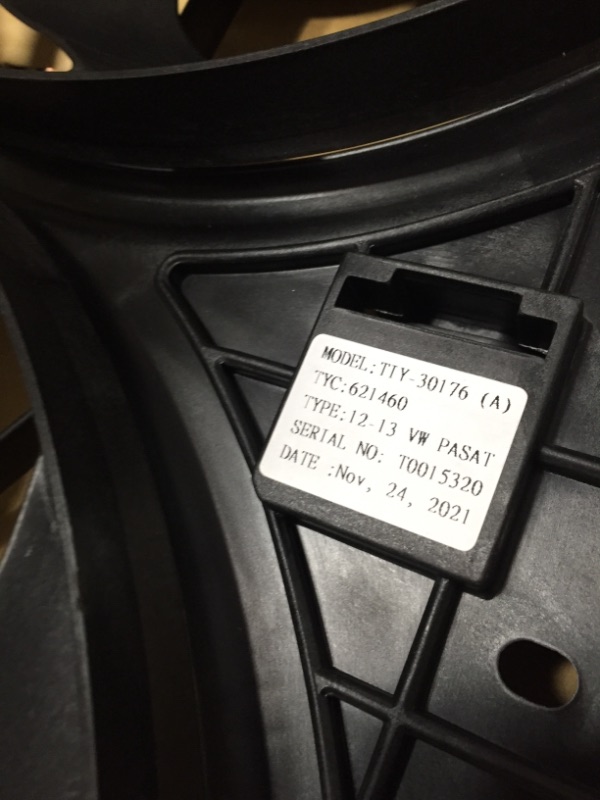 MODEL:TTY-30176 (A)
TYC:621460
TYPE:12-13 VW PASAT
SERIAL NO: T0015320
DATE :Nov, 24, 2021